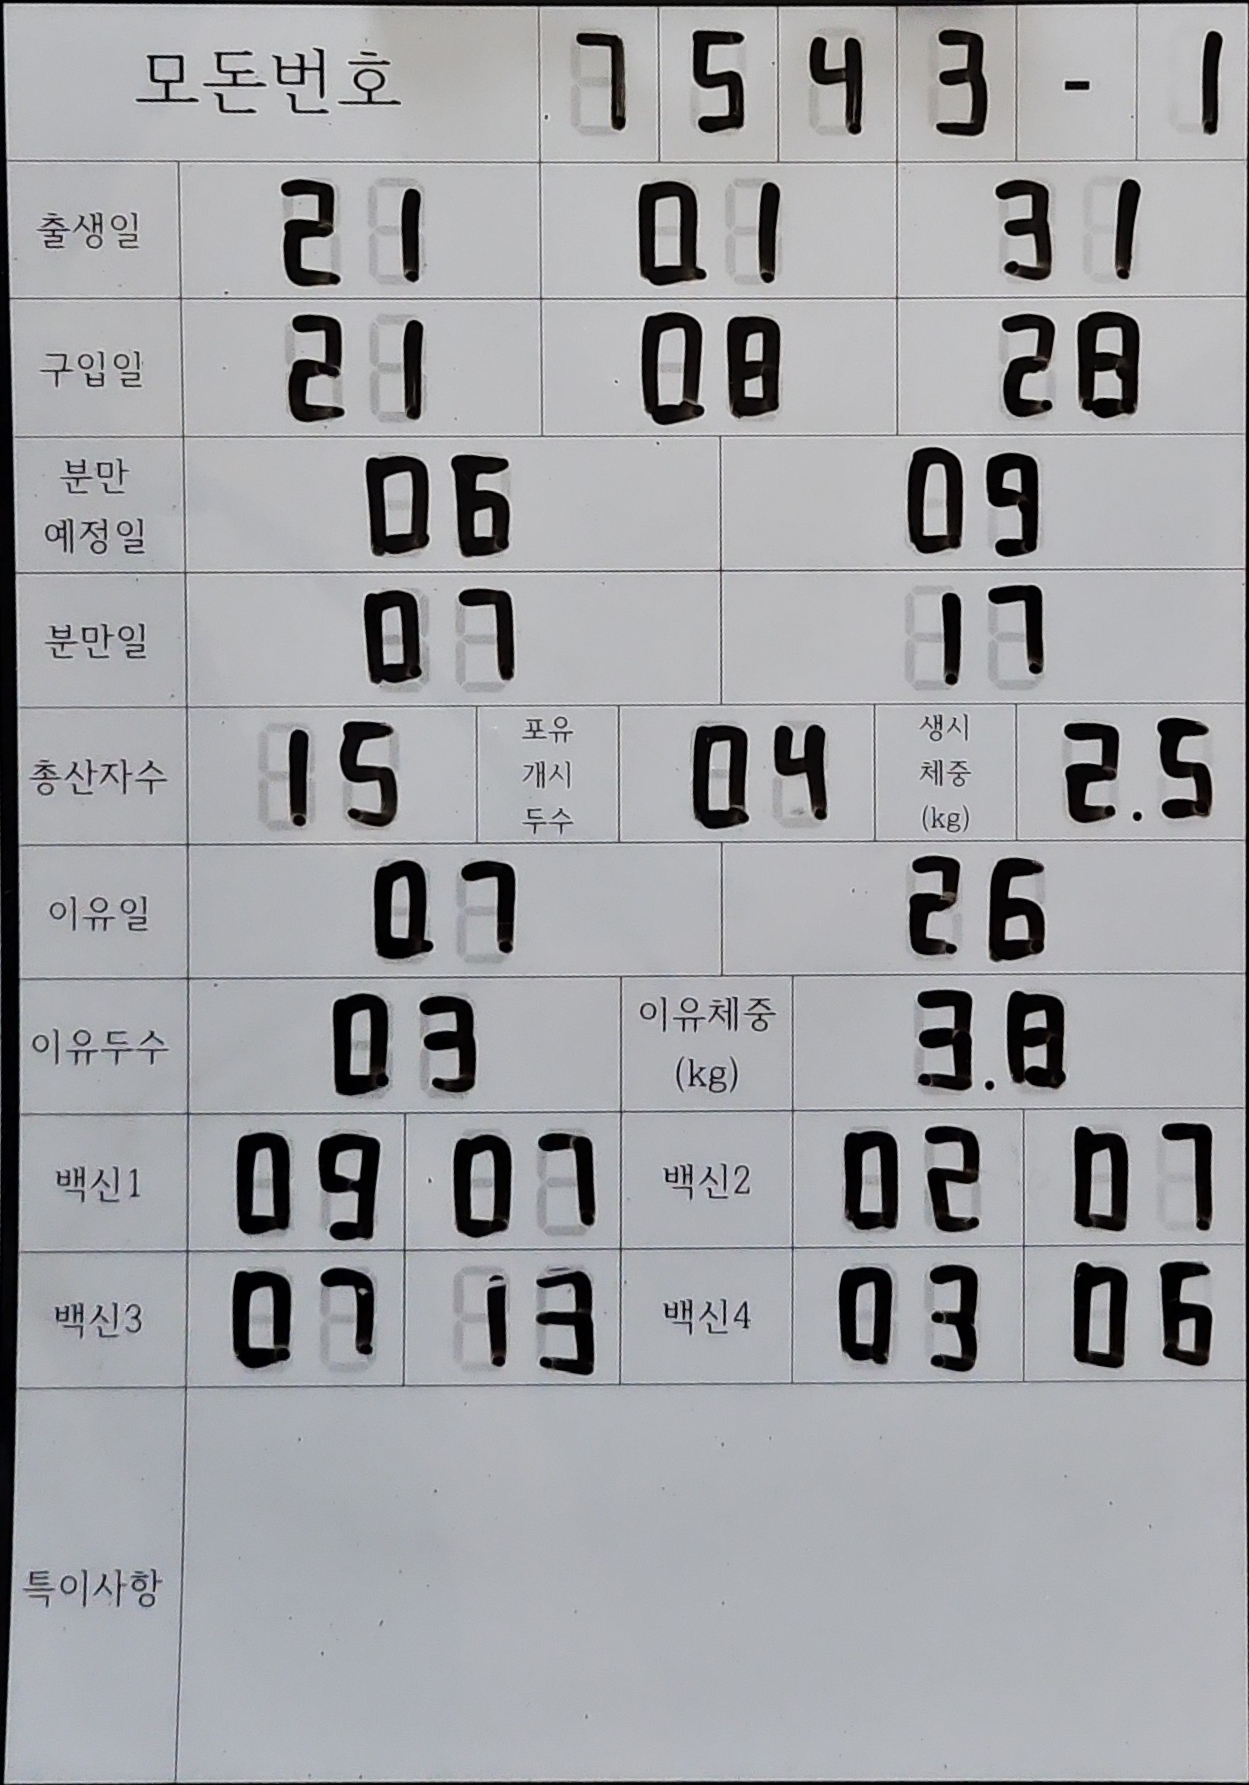 모돈번호 7 5 4 3 - 1
출생일 21 01 31
구입일 21 08 28
분만 예정일 06 09
분만일 07 17
총산자수 15 포유 개시 두수 04 생시 체중 (kg) 2.5
이유일 07 26
이유두수 03 이유체중 (kg) 3.8
백신1 09 07 백신2 02 07
백신3 07 13 백신4 03 06
특이사항